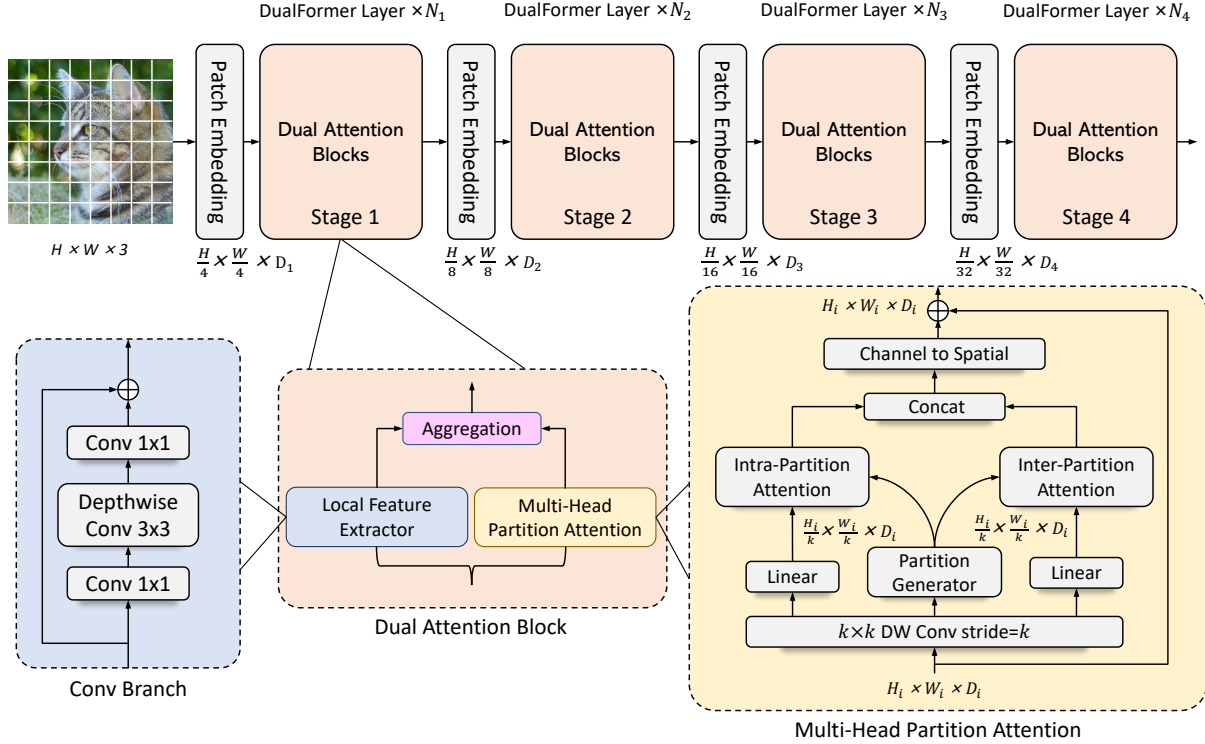 DualFormer Layer ×N₁
DualFormer Layer ×N₂
DualFormer Layer ×N₃
DualFormer Layer ×N₄
Patch Embedding
Dual Attention
Blocks
Stage 1
Patch Embedding
Dual Attention
Blocks
Stage 2
Patch Embedding
Dual Attention
Blocks
Stage 3
Patch Embedding
Dual Attention
Blocks
Stage 4
H × W × 3
H/4 × W/4 × D₁
H/8 × W/8 × D₂
H/16 × W/16 × D₃
H/32 × W/32 × D₄
Conv 1x1
Depthwise
Conv 3x3
Conv 1x1
Conv Branch
Aggregation
Local Feature
Extractor
Multi-Head
Partition Attention
Dual Attention Block
Hᵢ × Wᵢ × Dᵢ
Channel to Spatial
Concat
Intra-Partition
Attention
Inter-Partition
Attention
Hᵢ/k × Wᵢ/k × Dᵢ
Hᵢ/k × Wᵢ/k × Dᵢ
Linear
Partition
Generator
Linear
k×k DW Conv stride=k
Hᵢ × Wᵢ × Dᵢ
Multi-Head Partition Attention